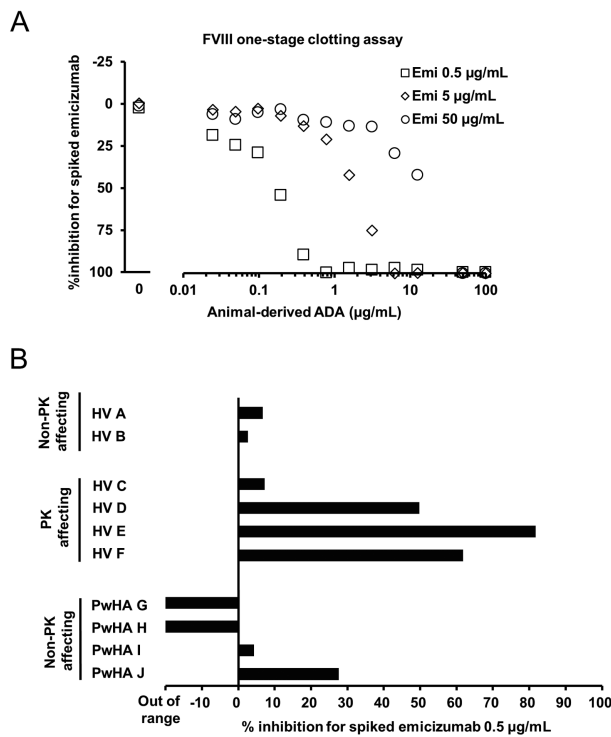 A
FVIII one-stage clotting assay
%inhibition for spiked emicizumab
-25
0
25
50
75
100
Emi 0.5 µg/mL
Emi 5 µg/mL
Emi 50 µg/mL
0
0.01
0.1
1
10
100
Animal-derived ADA (µg/mL)
B
Non-PK affecting
HV A
HV B
PK affecting
HV C
HV D
HV E
HV F
Non-PK affecting
PwHA G
PwHA H
PwHA I
PwHA J
Out of range
-10 0 10 20 30 40 50 60 70 80 90 100
% inhibition for spiked emicizumab 0.5 µg/mL